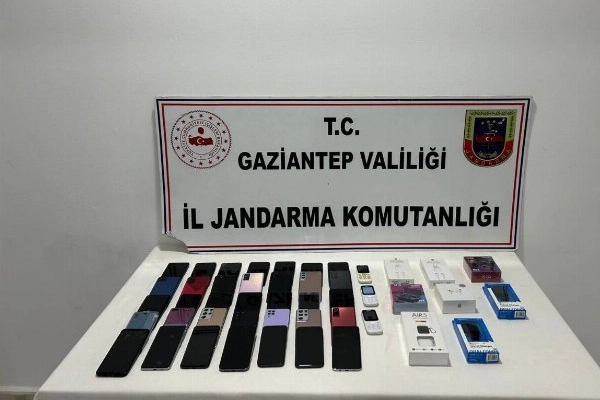 T.C.
GAZİANTEP VALİLİĞİ
İL JANDARMA KOMUTANLIĞI